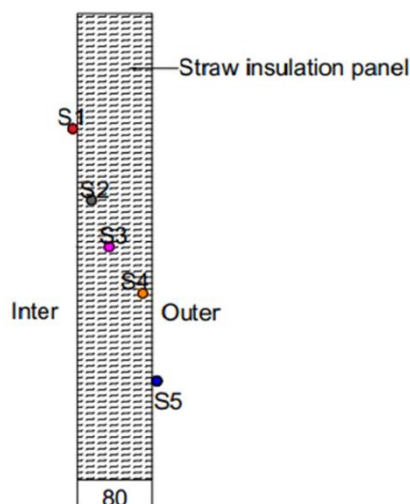 Straw insulation panel
S1
S2
S3
S4
Inter
Outer
S5
80